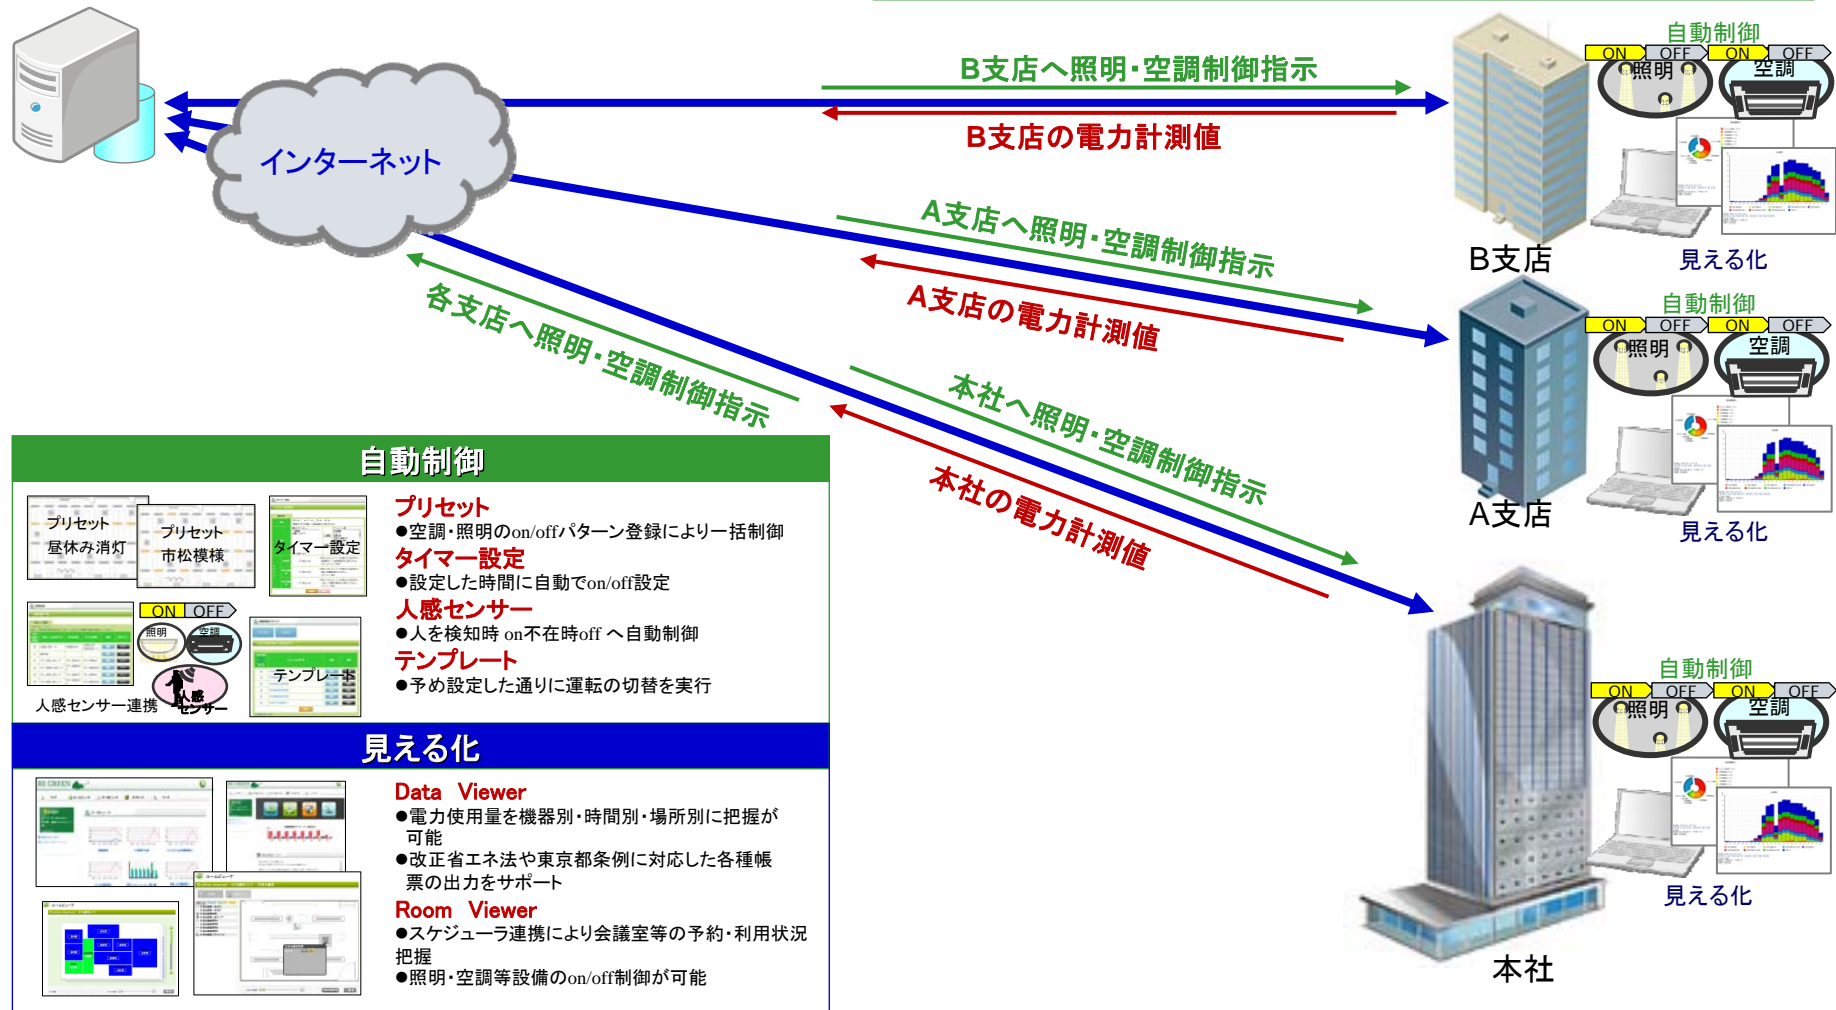 自動制御
ON OFF ON OFF
照明 空調
B支店へ照明・空調制御指示
B支店の電力計測値
インターネット
B支店
見える化
A支店へ照明・空調制御指示
A支店の電力計測値
自動制御
ON OFF ON OFF
照明 空調
A支店
見える化
各支店へ照明・空調制御指示
本社へ照明・空調制御指示
本社の電力計測値
自動制御
ON OFF ON OFF
照明 空調
見える化
本社
自動制御
プリセット
昼休み消灯
プリセット
市松模様
タイマー設定
ON OFF
照明 空調
人感
センサー
人感センサー連携
テンプレート
プリセット
●空調・照明のon/offパターン登録により一括制御
タイマー設定
●設定した時間に自動でon/off設定
人感センサー
●人を検知時 on不在時off へ自動制御
テンプレート
●予め設定した通りに運転の切替を実行
見える化
Data Viewer
●電力使用量を機器別・時間別・場所別に把握が
可能
●改正省エネ法や東京都条例に対応した各種帳
票の出力をサポート
Room Viewer
●スケジューラ連携により会議室等の予約・利用状況
把握
●照明・空調等設備のon/off制御が可能